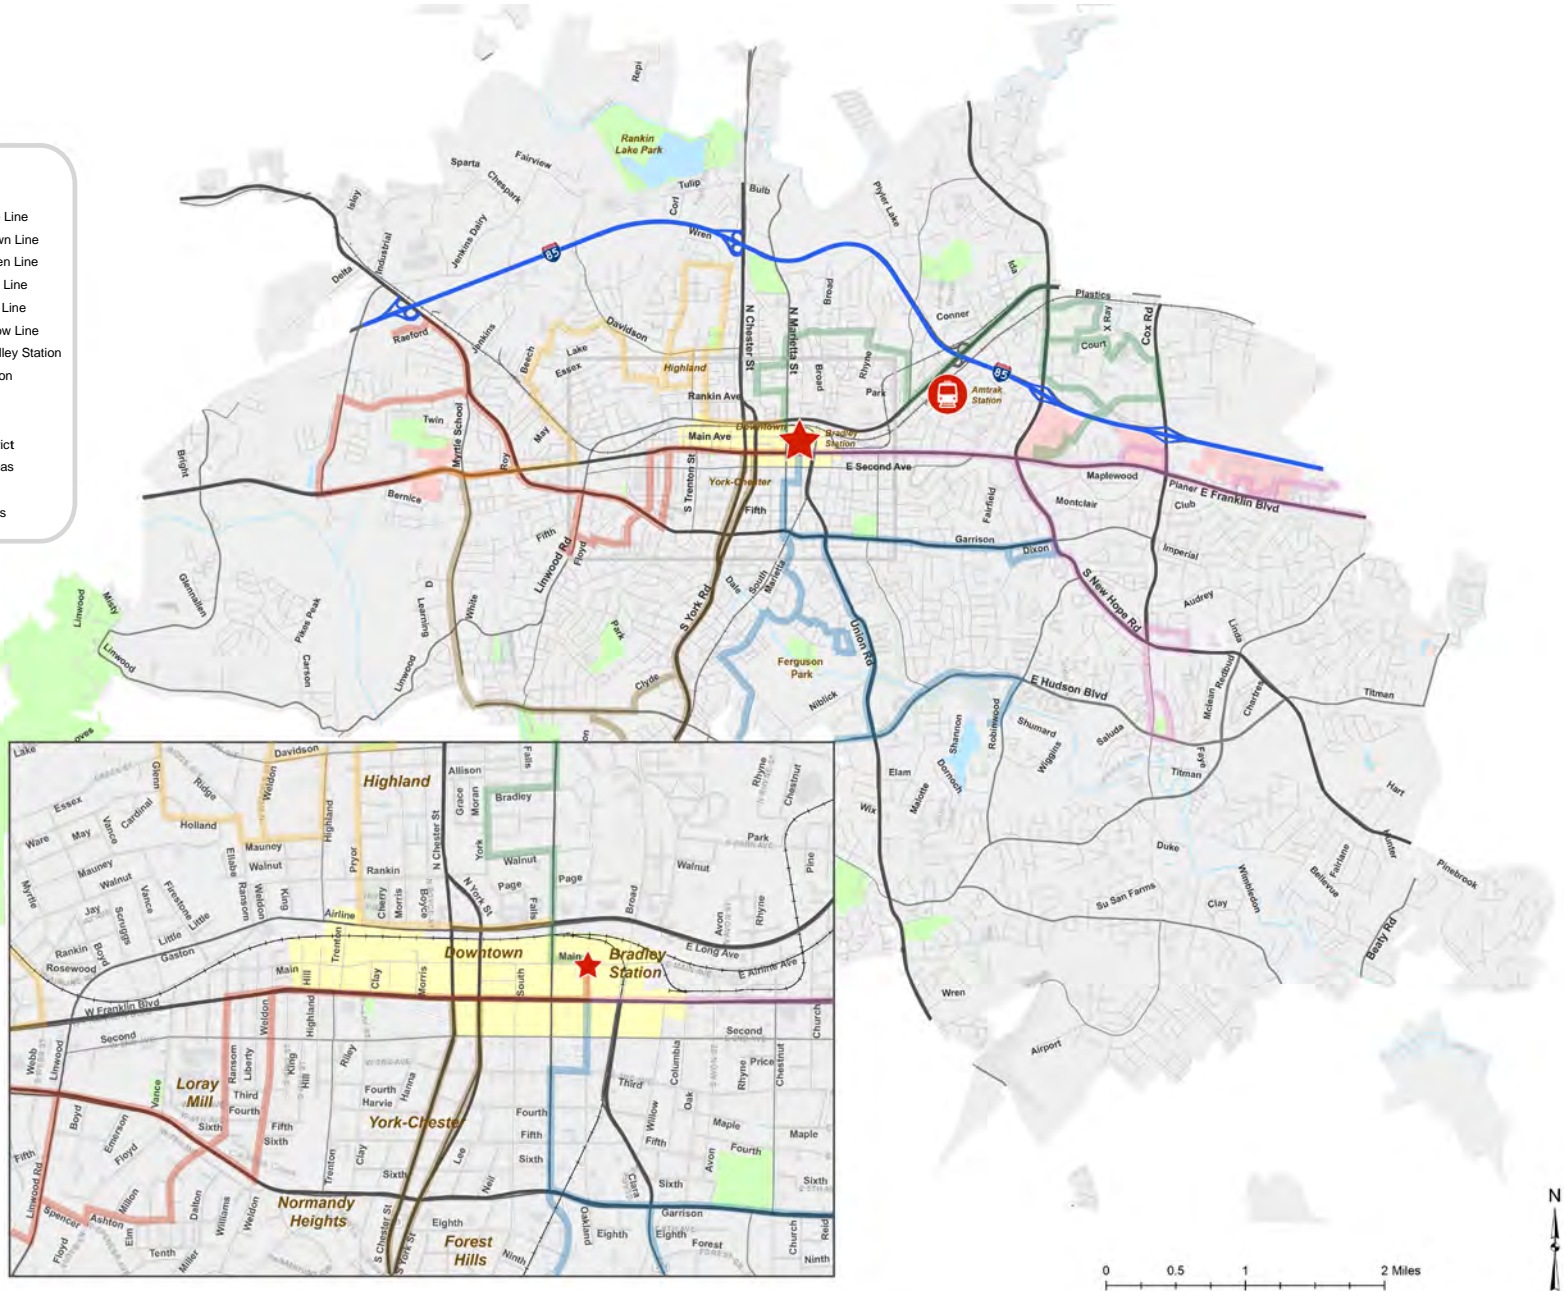 Line
wn Line
en Line
Line
Line
ow Line
lley Station
on
rict
as
s
Repi
Rankin
Lake Park
Sparta
Fairview
Chespark
Isley
Tulip
Cort
Bulb
Plyler Lake
Industrial
Jenkins Dairy
Wren
Delta
85
Ida
Broad
Plastics
X Ray
Cox Rd
Conner
Court
N Chester St
N Marietta St
Raeford
Jenkins
Davidson
Beech
Lake
Essex
Highland
Broad
Rhyne
Park
85
Amtrak
Station
Rankin Ave
Twin
Myrtle School
May
Roy
Main Ave
Downtown
Bradley
Station
E Second Ave
Bright
Bernice
S Trenton St
York-Chester
Fifth
Maplewood
Planer
E Franklin Blvd
Club
Montclair
Fairfield
Fifth
Linwood Rd
Floyd
Garrison
Dixon
Imperial
Linwood
Misty
Glennallen
Pikes Peak
D
Learning
White
Dale
South
Marietta
S York Rd
S New Hope Rd
Audrey
Linda
Park
Union Rd
Linwood
Carson
Linwood
Clyde
Ferguson
Park
Niblick
E Hudson Blvd
Redbud
Mclean
Chartres
Titman
oves
on
Shannon
Robinwood
Shumard
Wiggins
Saluda
Faye
Titman
Dornoch
Elam
Malotte
Wix
Hart
Hunter
Duke
Fairlane
Bellevue
Pinebrook
Su San Farms
Clay
Wimbledon
Beaty Rd
Wren
Airport
Lake
Glenn
Davidson
Highland
Allison
Falls
Rhyne
Chestnut
Essex
Ridge
Weldon
Grace
Moran
Bradley
Ware
May
Vance
Cardinal
Holland
Highland
N Chester St
York
Park
Mauney
Ellabe
Mauney
Walnut
Pryor
Rankin
Walnut
Walnut
Pine
Myrtle
Walnut
Vance
Firestone
Ransom
Weldon
King
Cherry
Morris
Boyce
N York St
Page
Page
Jay
Scruggs
Little
Little
Airline
Falls
Broad
Avon
Rhyne
Rankin
Boyd
Gaston
Trenton
Downtown
Main
Bradley
Station
E Long Ave
E Airline Ave
Rosewood
Main
Hill
Clay
Morris
South
W Franklin Blvd
Weldon
Highland
Second
Second
Church
Webb
Linwood
Ransom
Liberty
King
Hill
Riley
Columbia
Rhyne
Price
Chestnut
Loray
Mill
Vance
Third
Fourth
Fourth
Harvie
Hanna
Third
Oak
Boyd
Emerson
Floyd
Sixth
Fifth
Sixth
York-Chester
Fourth
Fifth
Willow
Fifth
Maple
Maple
Fifth
Trenton
Clay
Lee
Sixth
Avon
Fourth
Linwood Rd
Sixth
Neil
Clara
Sixth
Sixth
Spencer
Ashton
Millon
Dalton
Williams
Weldon
Normandy
Heights
Garrison
Floyd
Elm
Tenth
Miller
S Chester St
S York St
Eighth
Forest
Hills
Ninth
Oakland
Eighth
Eighth
Forest
Church
Reid
Ninth
N
0 0.5 1 2 Miles